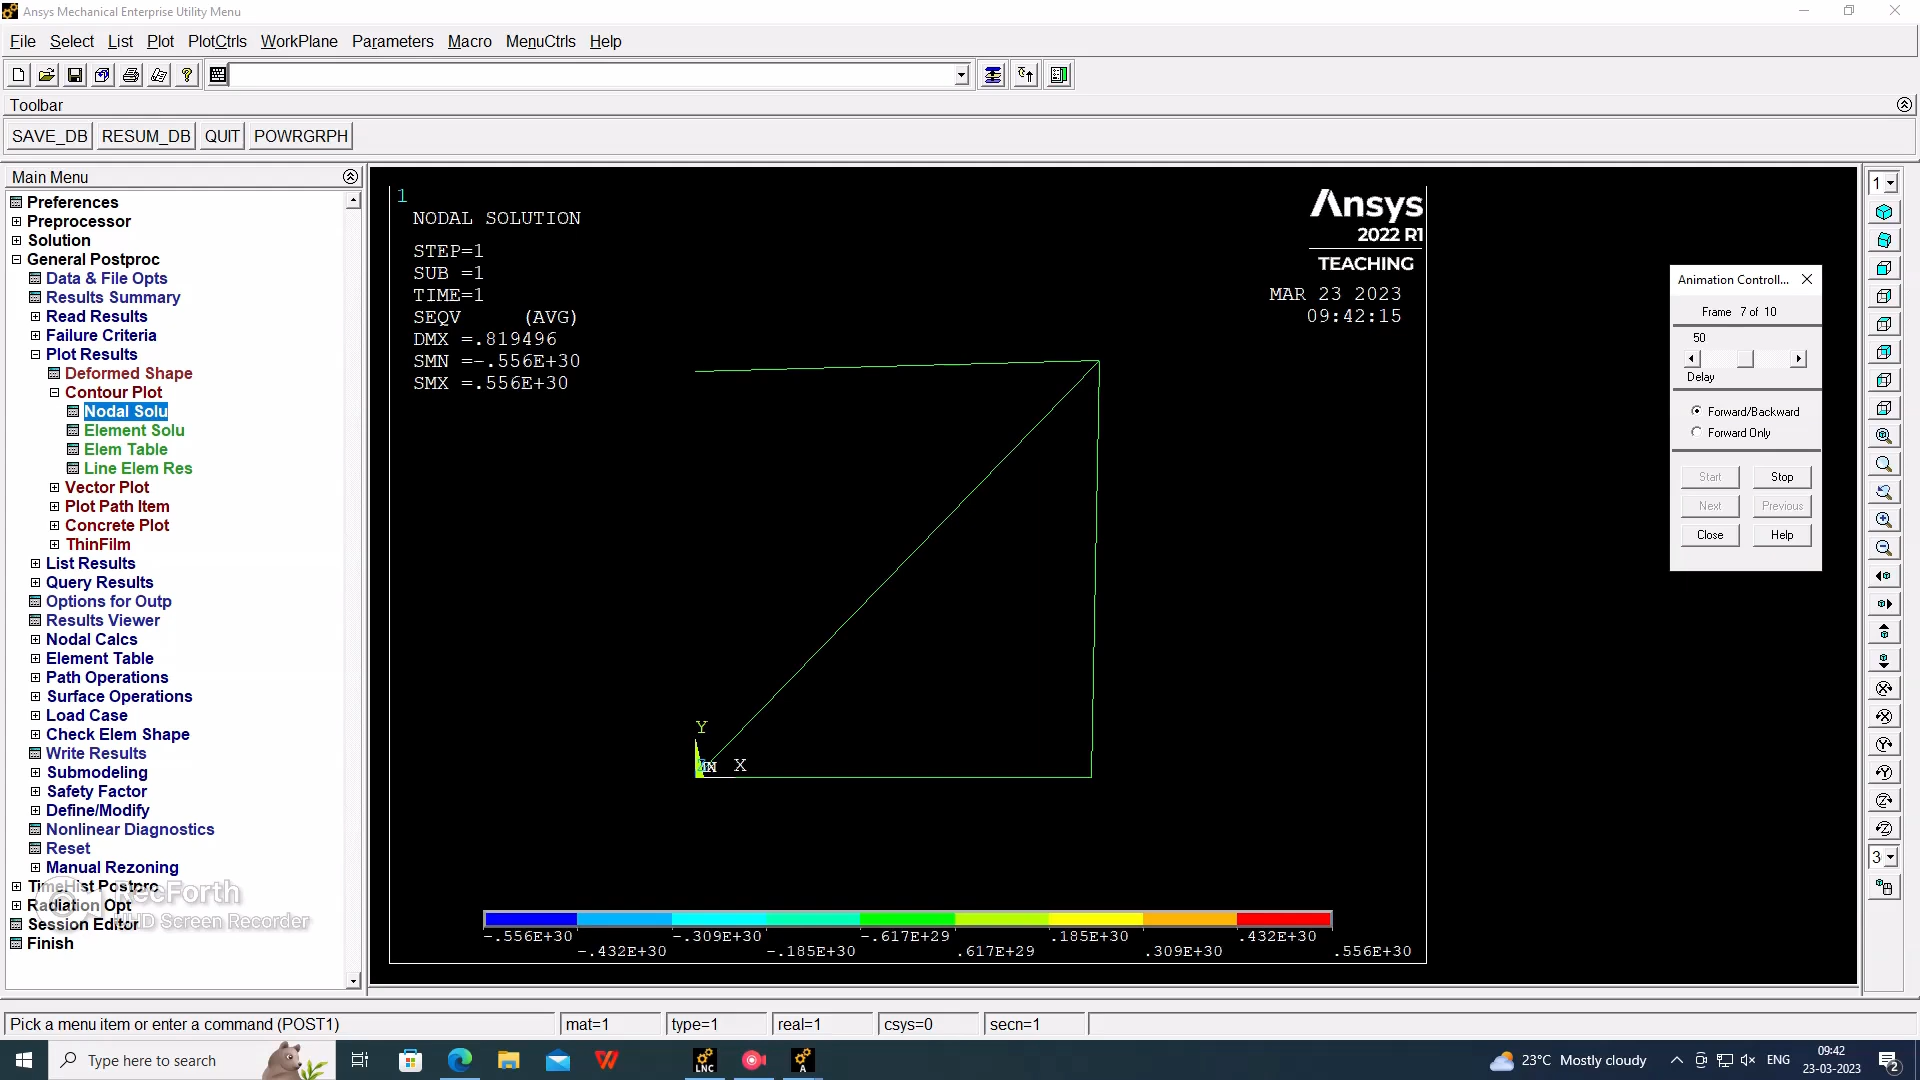 Ansys Mechanical Enterprise Utility Menu
File Select List Plot PlotCtrls WorkPlane Parameters Macro MenuCtrls Help
Toolbar
SAVE_DB RESUM_DB QUIT POWRGRPH
Main Menu
Preferences
Preprocessor
Solution
General Postproc
Data & File Opts
Results Summary
Read Results
Failure Criteria
Plot Results
Deformed Shape
Contour Plot
Nodal Solu
Element Solu
Elem Table
Line Elem Res
Vector Plot
Plot Path Item
Concrete Plot
ThinFilm
List Results
Query Results
Options for Outp
Results Viewer
Nodal Calcs
Element Table
Path Operations
Surface Operations
Load Case
Check Elem Shape
Write Results
Submodeling
Safety Factor
Define/Modify
Nonlinear Diagnostics
Reset
Manual Rezoning
TimeHist Postpro
Radiation Opt
Session Editor
Finish
RecForth
UHD Screen Recorder
1
NODAL SOLUTION
STEP=1
SUB =1
TIME=1
SEQV (AVG)
DMX =.819496
SMN =-.556E+30
SMX =.556E+30
Ansys
2022 R1
TEACHING
MAR 23 2023
09:42:15
Y
X
-.556E+30 -.309E+30 -.617E+29 .185E+30 .432E+30
-.432E+30 -.185E+30 .617E+29 .309E+30 .556E+30
Animation Controll...
Frame 7 of 10
50
Delay
Forward/Backward
Forward Only
Start Stop
Next Previous
Close Help
1
3
Pick a menu item or enter a command (POST1)
mat=1 type=1 real=1 csys=0 secn=1
Type here to search
LNC
A
23°C Mostly cloudy
ENG
09:42
23-03-2023
2